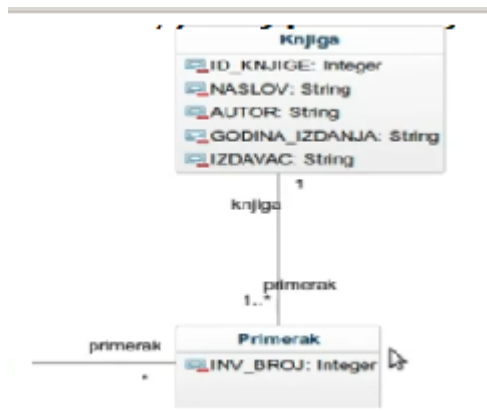 Knjiga
ID_KNJIGE: Integer
NASLOV: String
AUTOR: String
GODINA_IZDANJA: String
IZDAVAC: String
1
knjiga
primerak
1..*
primerak
Primerak
INV_BROJ: Integer
*